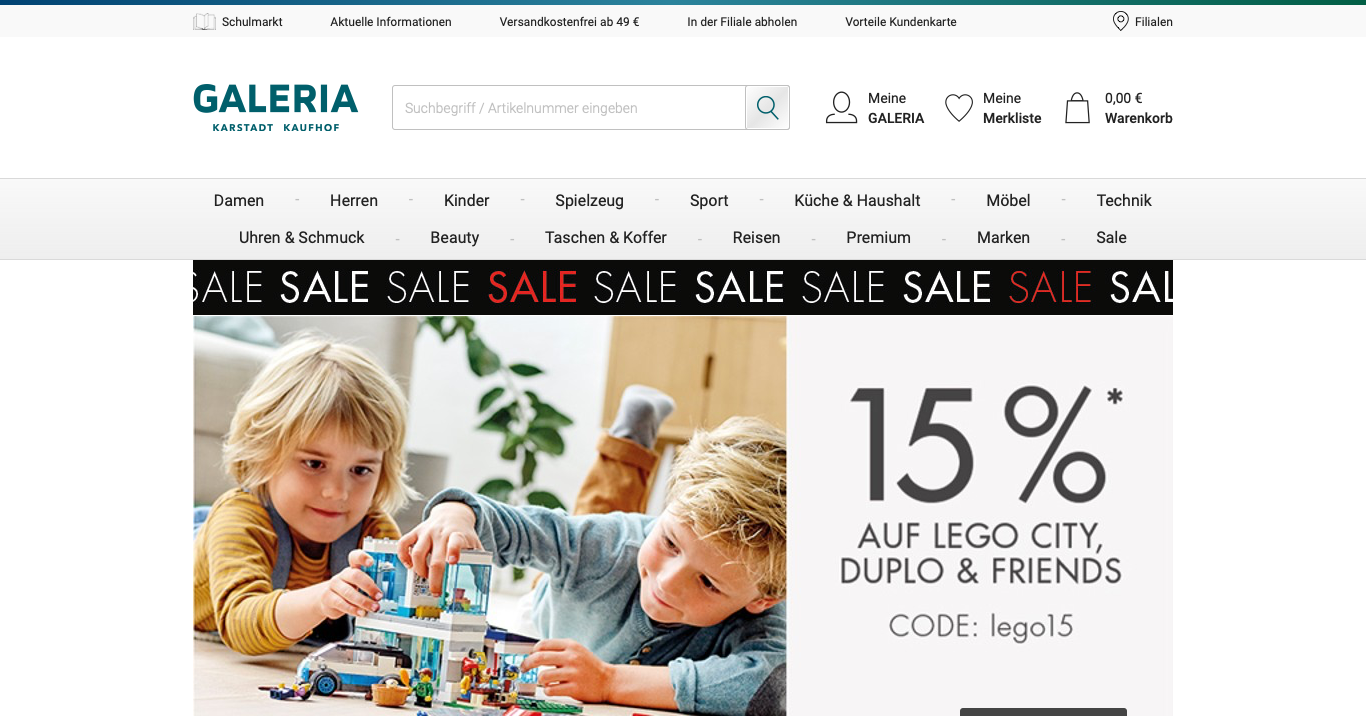 Schulmarkt
Aktuelle Informationen
Versandkostenfrei ab 49 €
In der Filiale abholen
Vorteile Kundenkarte
Filialen
GALERIA
KARSTADT KAUFHOF
Suchbegriff / Artikelnummer eingeben
Meine
GALERIA
Meine
Merkliste
0,00 €
Warenkorb
Damen - Herren - Kinder - Spielzeug - Sport - Küche & Haushalt - Möbel - Technik
Uhren & Schmuck - Beauty - Taschen & Koffer - Reisen - Premium - Marken - Sale
SALE SALE SALE SALE SALE SALE SALE SALE SALE SAL
15%*
AUF LEGO CITY,
DUPLO & FRIENDS
CODE: lego15